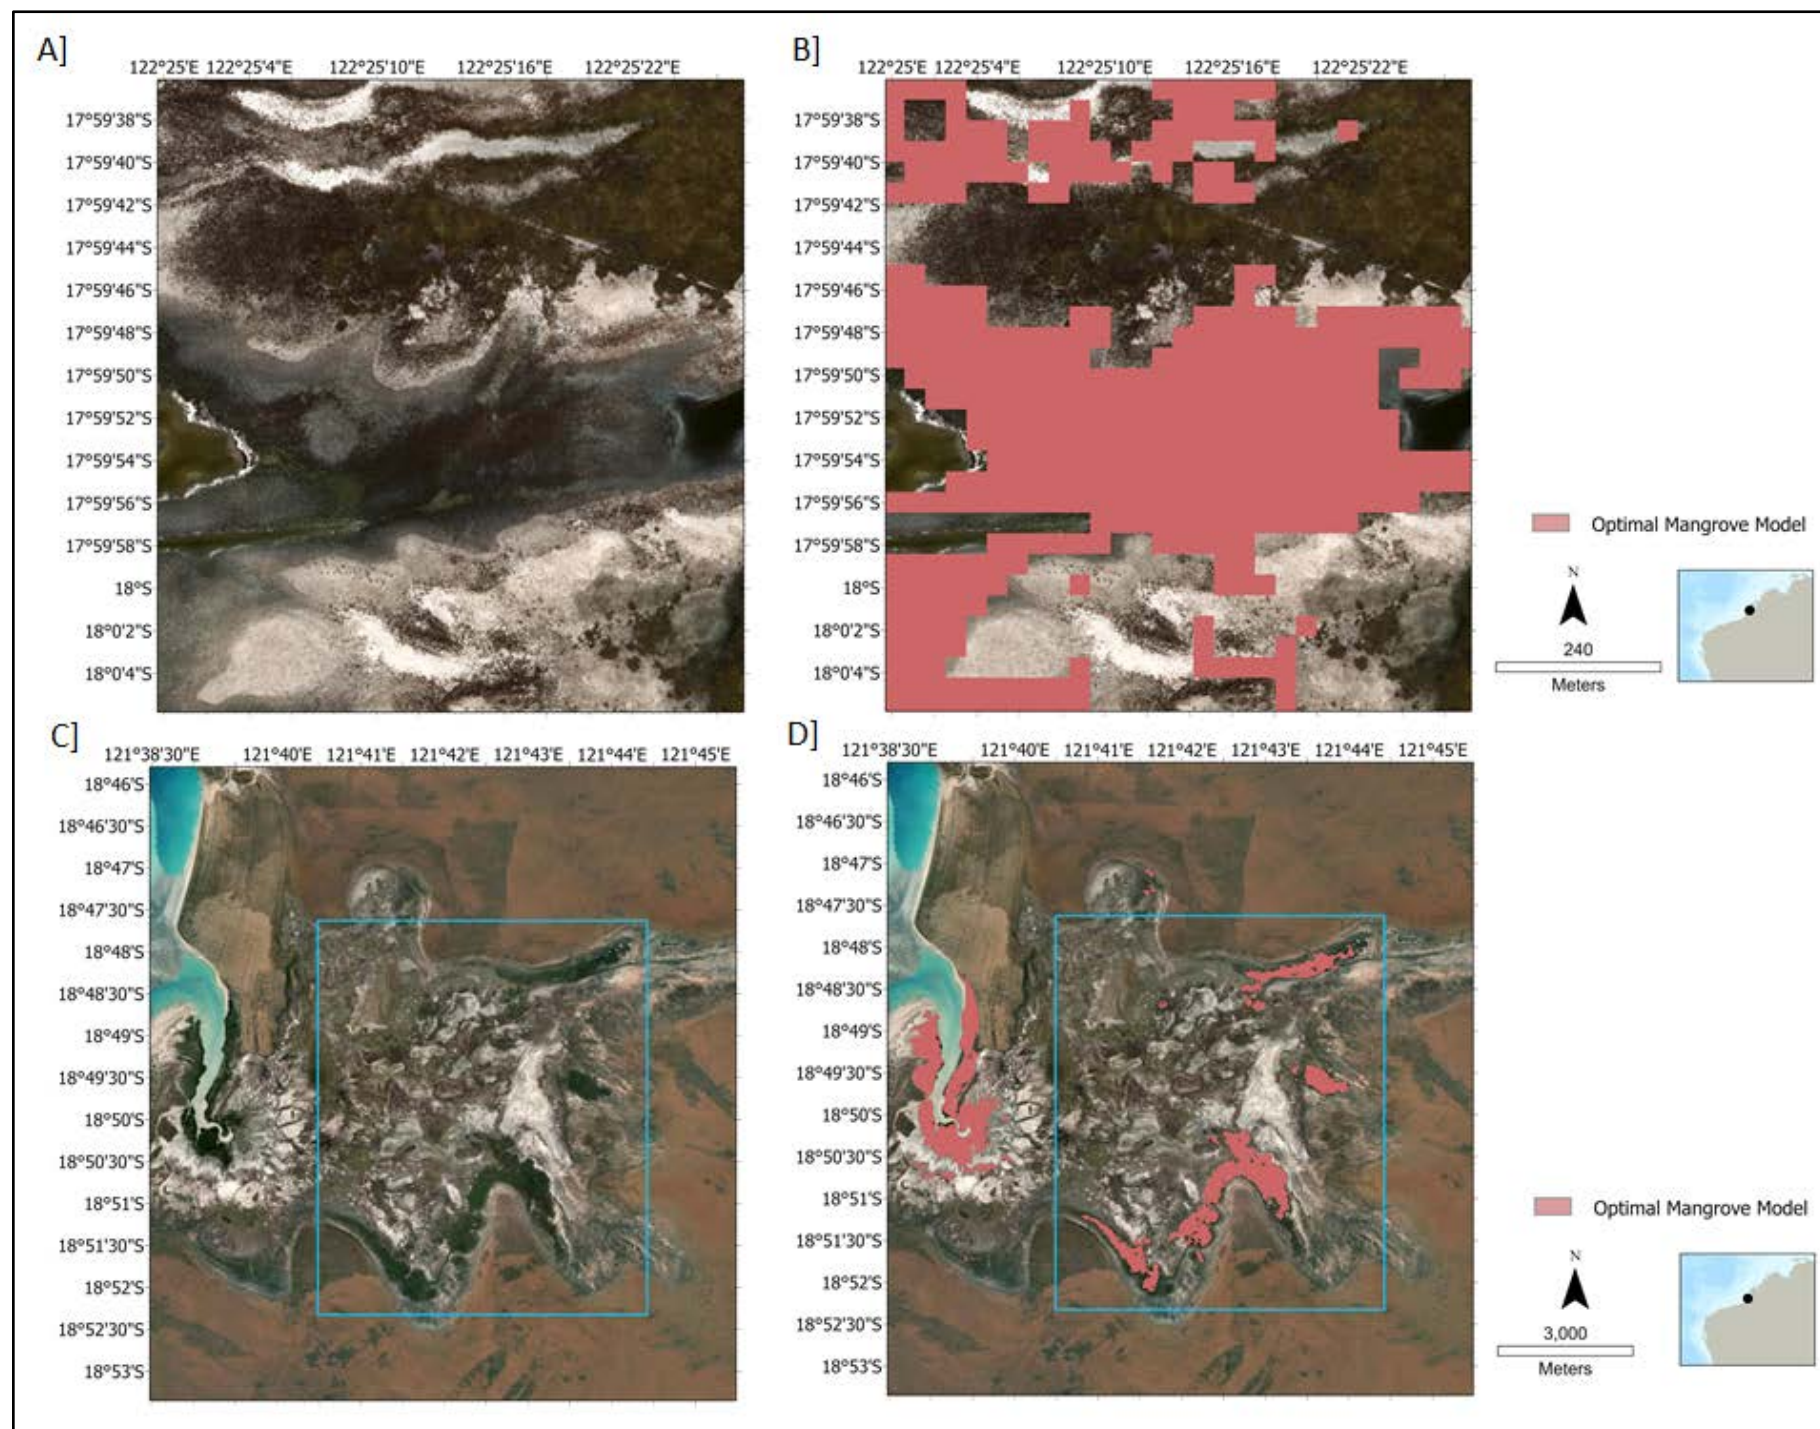 A]
B]
122°25'E 122°25'4"E 122°25'10"E 122°25'16"E 122°25'22"E
122°25'E 122°25'4"E 122°25'10"E 122°25'16"E 122°25'22"E
17°59'38"S
17°59'40"S
17°59'42"S
17°59'44"S
17°59'46"S
17°59'48"S
17°59'50"S
17°59'52"S
17°59'54"S
17°59'56"S
17°59'58"S
18°S
18°0'2"S
18°0'4"S
17°59'38"S
17°59'40"S
17°59'42"S
17°59'44"S
17°59'46"S
17°59'48"S
17°59'50"S
17°59'52"S
17°59'54"S
17°59'56"S
17°59'58"S
18°S
18°0'2"S
18°0'4"S
Optimal Mangrove Model
N
240
Meters
C]
D]
121°38'30"E 121°40'E 121°41'E 121°42'E 121°43'E 121°44'E 121°45'E
121°38'30"E 121°40'E 121°41'E 121°42'E 121°43'E 121°44'E 121°45'E
18°46'S
18°46'30"S
18°47'S
18°47'30"S
18°48'S
18°48'30"S
18°49'S
18°49'30"S
18°50'S
18°50'30"S
18°51'S
18°51'30"S
18°52'S
18°52'30"S
18°53'S
18°46'S
18°46'30"S
18°47'S
18°47'30"S
18°48'S
18°48'30"S
18°49'S
18°49'30"S
18°50'S
18°50'30"S
18°51'S
18°51'30"S
18°52'S
18°52'30"S
18°53'S
Optimal Mangrove Model
N
3,000
Meters